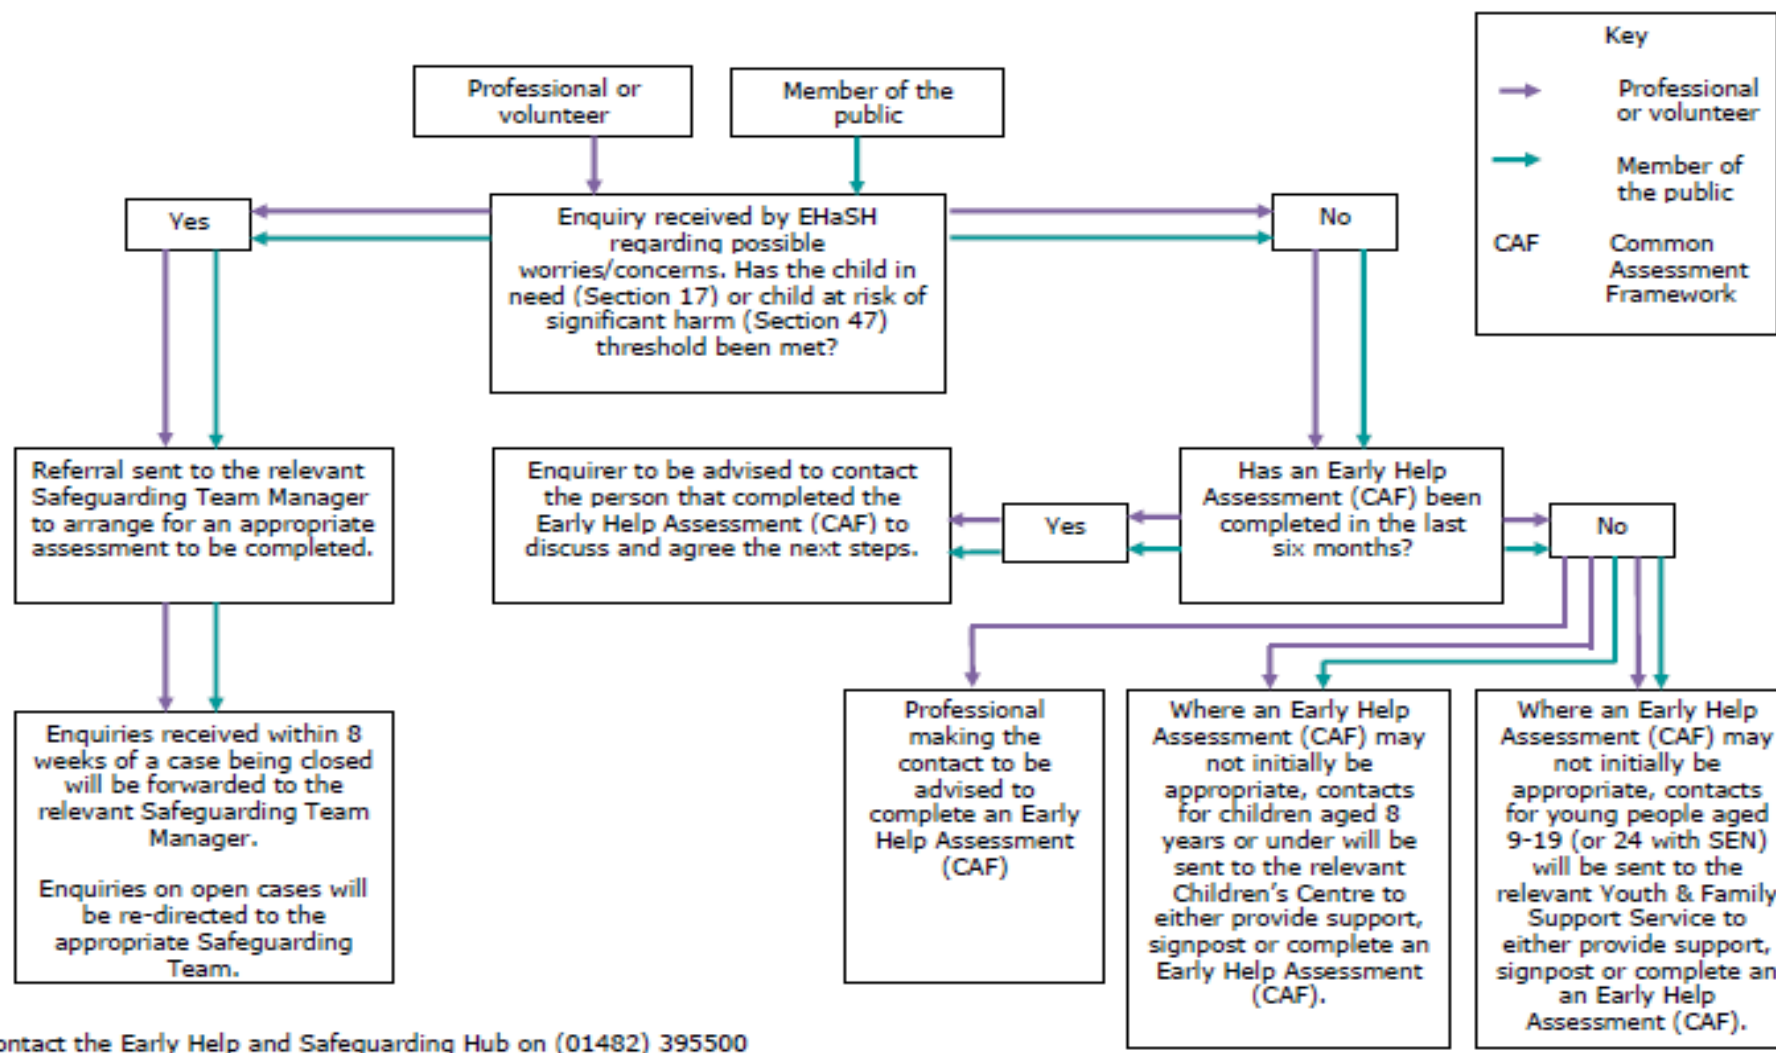 Key
Professional
or volunteer
Member of
the public
CAF Common
Assessment
Framework
Professional or
volunteer
Member of the
public
Yes
Enquiry received by EHaSH
regarding possible
worries/concerns. Has the child in
need (Section 17) or child at risk of
significant harm (Section 47)
threshold been met?
No
Referral sent to the relevant
Safeguarding Team Manager
to arrange for an appropriate
assessment to be completed.
Enquirer to be advised to contact
the person that completed the
Early Help Assessment (CAF) to
discuss and agree the next steps.
Yes
Has an Early Help
Assessment (CAF) been
completed in the last
six months?
No
Enquiries received within 8
weeks of a case being closed
will be forwarded to the
relevant Safeguarding Team
Manager.
Enquiries on open cases will
be re-directed to the
appropriate Safeguarding
Team.
Professional
making the
contact to be
advised to
complete an Early
Help Assessment
(CAF)
Where an Early Help
Assessment (CAF) may
not initially be
appropriate, contacts
for children aged 8
years or under will be
sent to the relevant
Children's Centre to
either provide support,
signpost or complete an
Early Help Assessment
(CAF).
Where an Early Help
Assessment (CAF) may
not initially be
appropriate, contacts
for young people aged
9-19 (or 24 with SEN)
will be sent to the
relevant Youth & Family
Support Service to
either provide support,
signpost or complete an
an Early Help
Assessment (CAF).
ontact the Early Help and Safeguarding Hub on (01482) 395500